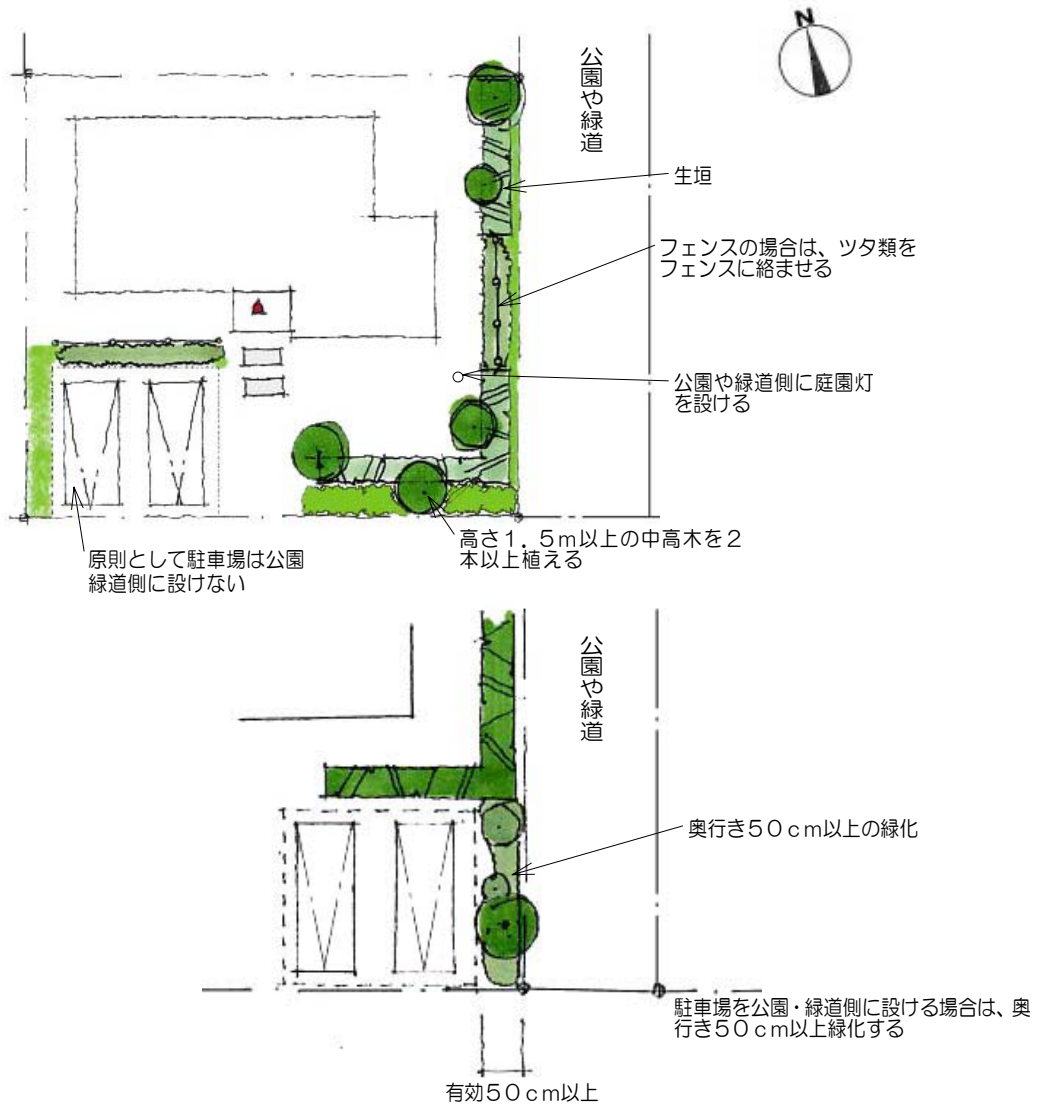 N
公園や緑道
生垣
フェンスの場合は、ツタ類を
フェンスに絡ませる
公園や緑道側に庭園灯
を設ける
高さ1.5m以上の中高木を2
本以上植える
原則として駐車場は公園
緑道側に設けない
公園や緑道
奥行き50cm以上の緑化
駐車場を公園・緑道側に設ける場合は、奥
行き50cm以上緑化する
有効50cm以上